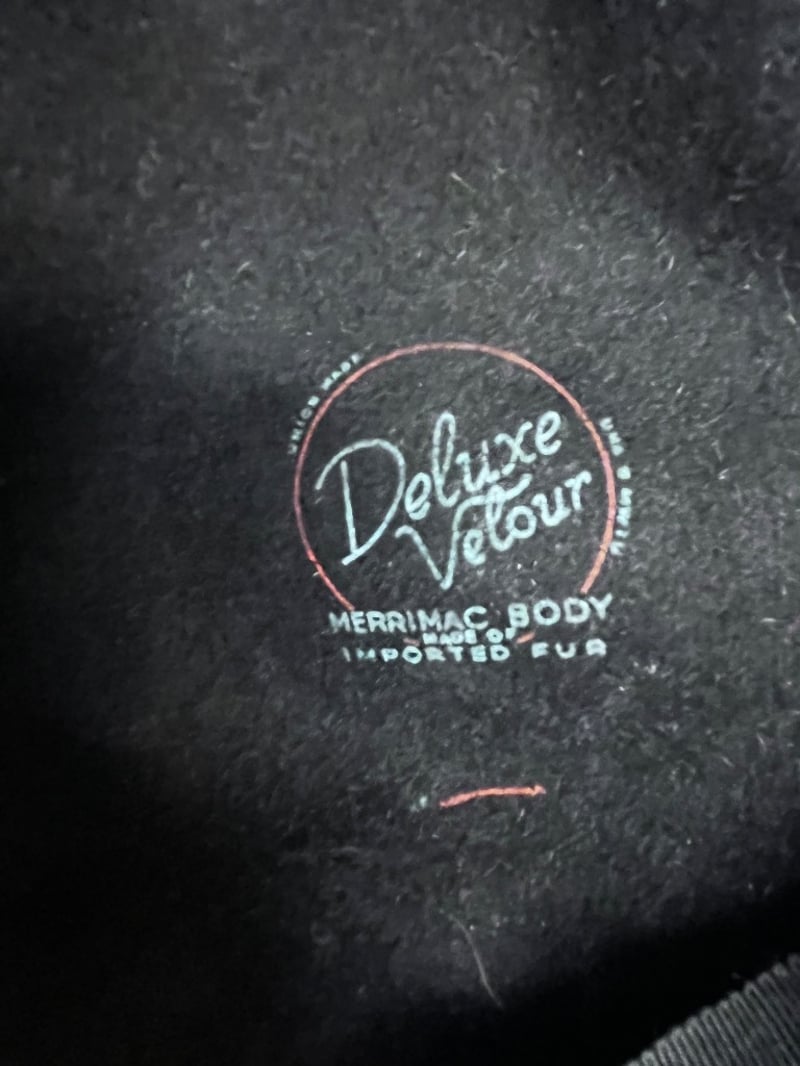 UNION MADE
Deluxe
Velour
MERRIMAC BODY
MADE OF
IMPORTED FUR